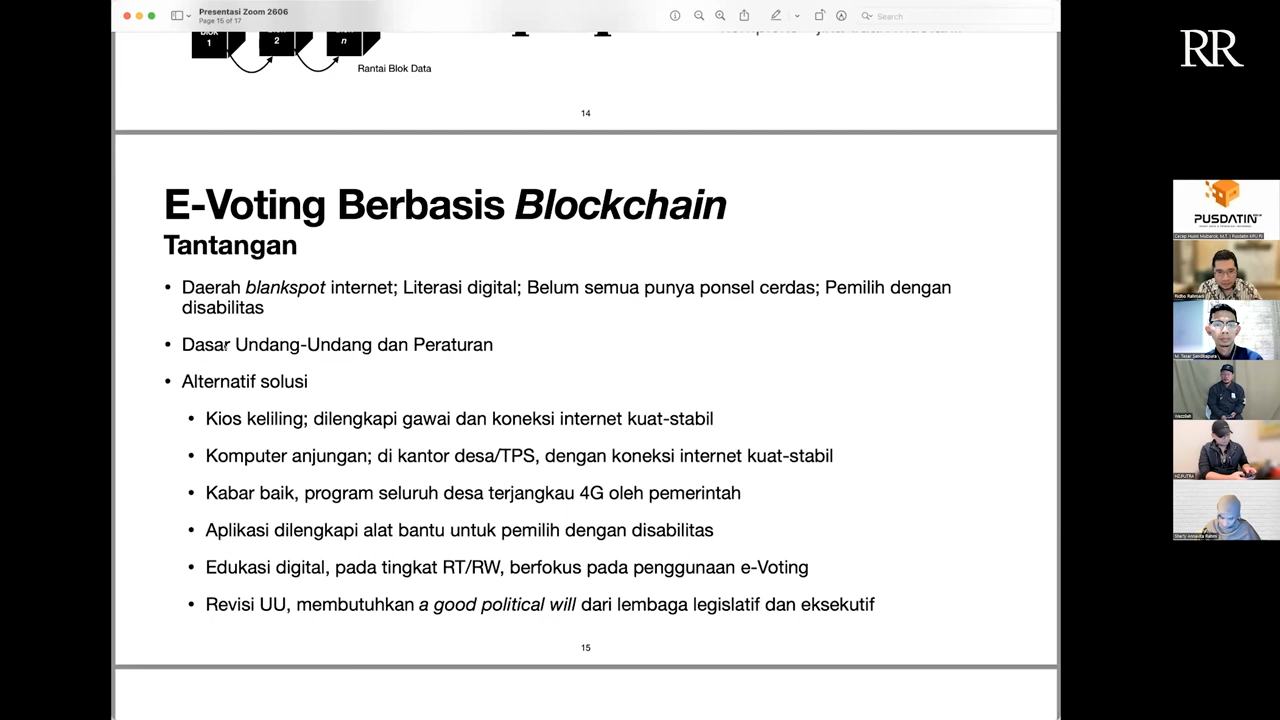 Presentasi Zoom 2606
Page 15 of 17
Search
RR
1
2
n
Rantai Blok Data
14
E-Voting Berbasis Blockchain
Tantangan
• Daerah blankspot internet; Literasi digital; Belum semua punya ponsel cerdas; Pemilih dengan
disabilitas
• Dasar Undang-Undang dan Peraturan
• Alternatif solusi
• Kios keliling; dilengkapi gawai dan koneksi internet kuat-stabil
• Komputer anjungan; di kantor desa/TPS, dengan koneksi internet kuat-stabil
• Kabar baik, program seluruh desa terjangkau 4G oleh pemerintah
• Aplikasi dilengkapi alat bantu untuk pemilih dengan disabilitas
• Edukasi digital, pada tingkat RT/RW, berfokus pada penggunaan e-Voting
• Revisi UU, membutuhkan a good political will dari lembaga legislatif dan eksekutif
15
PUSDATIN
Ridho Rahmadi